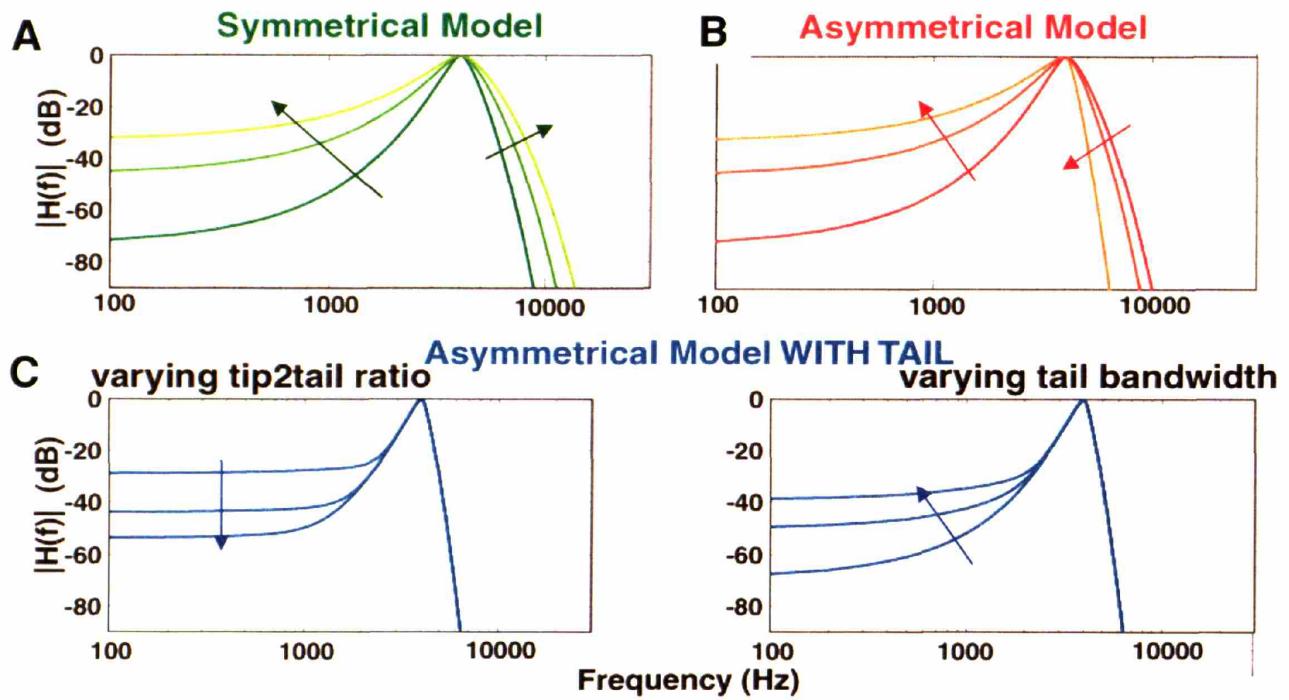 A
Symmetrical Model
B
Asymmetrical Model
|H(f)| (dB)
0
-20
-40
-60
-80
100
1000
10000
100
1000
10000
Asymmetrical Model WITH TAIL
C
varying tip2tail ratio
varying tail bandwidth
|H(f)| (dB)
0
-20
-40
-60
-80
100
1000
10000
0
-20
-40
-60
-80
100
1000
10000
Frequency (Hz)